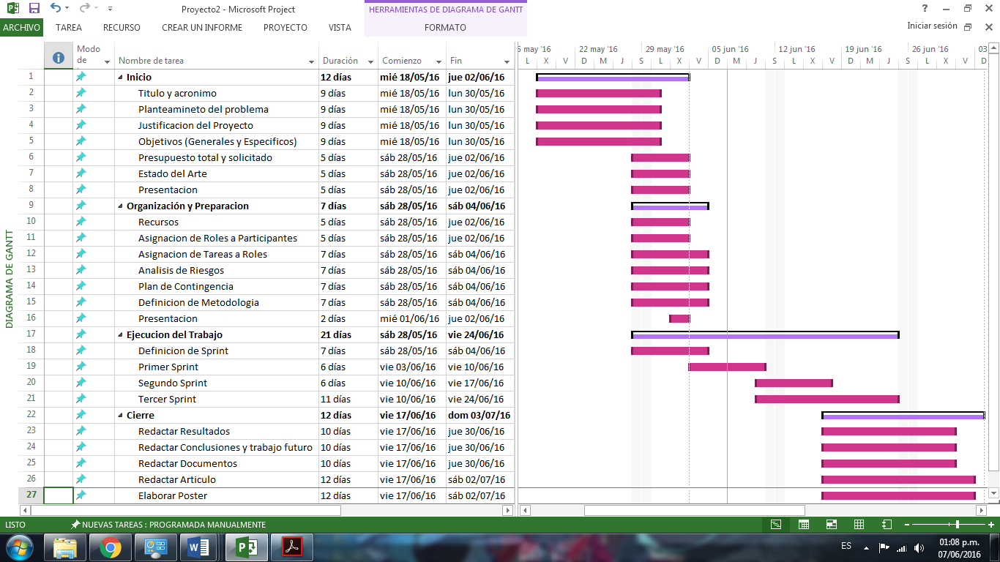 Proyecto2 - Microsoft Project
HERRAMIENTAS DE DIAGRAMA DE GANTT
ARCHIVO TAREA RECURSO CREAR UN INFORME PROYECTO VISTA FORMATO Iniciar sesión
Modo de Nombre de tarea Duración Comienzo Fin
may '16 22 may '16 29 may '16 05 jun '16 12 jun '16 19 jun '16 26 jun '16 03
L X V D M J S L X V D M J S L X V D M J S L X V D
1 Inicio 12 días mié 18/05/16 jue 02/06/16
2 Titulo y acronimo 9 días mié 18/05/16 lun 30/05/16
3 Planteamineto del problema 9 días mié 18/05/16 lun 30/05/16
4 Justificacion del Proyecto 9 días mié 18/05/16 lun 30/05/16
5 Objetivos (Generales y Especificos) 9 días mié 18/05/16 lun 30/05/16
6 Presupuesto total y solicitado 5 días sáb 28/05/16 jue 02/06/16
7 Estado del Arte 5 días sáb 28/05/16 jue 02/06/16
8 Presentacion 5 días sáb 28/05/16 jue 02/06/16
9 Organización y Preparacion 7 días sáb 28/05/16 sáb 04/06/16
10 Recursos 5 días sáb 28/05/16 jue 02/06/16
11 Asignacion de Roles a Participantes 5 días sáb 28/05/16 jue 02/06/16
12 Asignacion de Tareas a Roles 7 días sáb 28/05/16 sáb 04/06/16
13 Analisis de Riesgos 7 días sáb 28/05/16 sáb 04/06/16
14 Plan de Contingencia 7 días sáb 28/05/16 sáb 04/06/16
15 Definicion de Metodologia 7 días sáb 28/05/16 sáb 04/06/16
16 Presentacion 2 días mié 01/06/16 jue 02/06/16
17 Ejecucion del Trabajo 21 días sáb 28/05/16 vie 24/06/16
18 Definicion de Sprint 7 días sáb 28/05/16 sáb 04/06/16
19 Primer Sprint 6 días vie 03/06/16 vie 10/06/16
20 Segundo Sprint 6 días vie 10/06/16 vie 17/06/16
21 Tercer Sprint 11 días vie 10/06/16 vie 24/06/16
22 Cierre 12 días vie 17/06/16 dom 03/07/16
23 Redactar Resultados 10 días vie 17/06/16 jue 30/06/16
24 Redactar Conclusiones y trabajo futuro 10 días vie 17/06/16 jue 30/06/16
25 Redactar Documentos 10 días vie 17/06/16 jue 30/06/16
26 Redactar Articulo 12 días vie 17/06/16 sáb 02/07/16
27 Elaborar Poster 12 días vie 17/06/16 sáb 02/07/16
DIAGRAMA DE GANTT
LISTO NUEVAS TAREAS : PROGRAMADA MANUALMENTE
ES 01:08 p.m.
07/06/2016